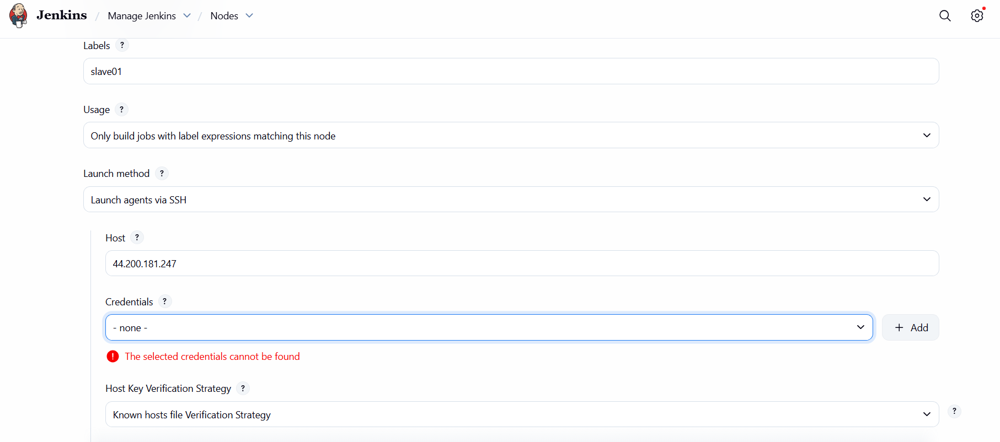 Jenkins / Manage Jenkins / Nodes
Labels ?
slave01
Usage ?
Only build jobs with label expressions matching this node
Launch method ?
Launch agents via SSH
Host ?
44.200.181.247
Credentials ?
- none -
+ Add
! The selected credentials cannot be found
Host Key Verification Strategy ?
Known hosts file Verification Strategy
?